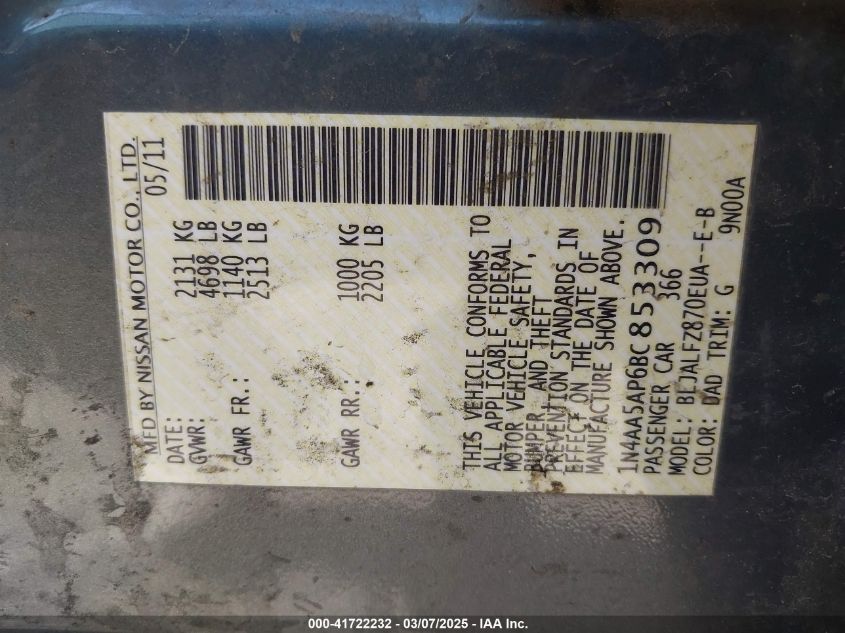 MFD BY NISSAN MOTOR CO., LTD.
DATE: 05/11
GVWR: 2131 KG
4698 LB
GAWR FR.: 1140 KG
2513 LB
GAWR RR.: 1000 KG
2205 LB
THIS VEHICLE CONFORMS TO
ALL APPLICABLE FEDERAL
MOTOR VEHICLE SAFETY,
BUMPER, AND THEFT
PREVENTION STANDARDS IN
EFFECT ON THE DATE OF
MANUFACTURE SHOWN ABOVE.
1N4AA5AP6BC853309
PASSENGER CAR 366
MODEL: BEJALFZ870EUA--E-B
COLOR: DAD TRIM: G 9N00A
000-41722232 - 03/07/2025 - IAA Inc.